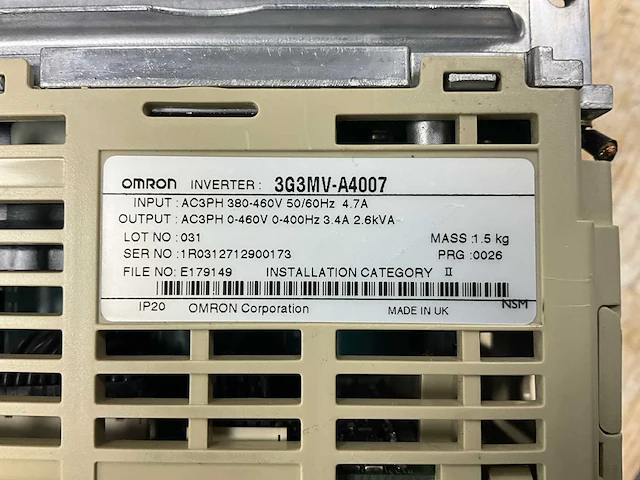 OMRON INVERTER : 3G3MV-A4007
INPUT : AC3PH 380-460V 50/60Hz 4.7A
OUTPUT : AC3PH 0-460V 0-400Hz 3.4A 2.6kVA
LOT NO : 031 MASS :1.5 kg
SER NO : 1R0312712900173 PRG :0026
FILE NO: E179149 INSTALLATION CATEGORY II
IP20 OMRON Corporation MADE IN UK NSM